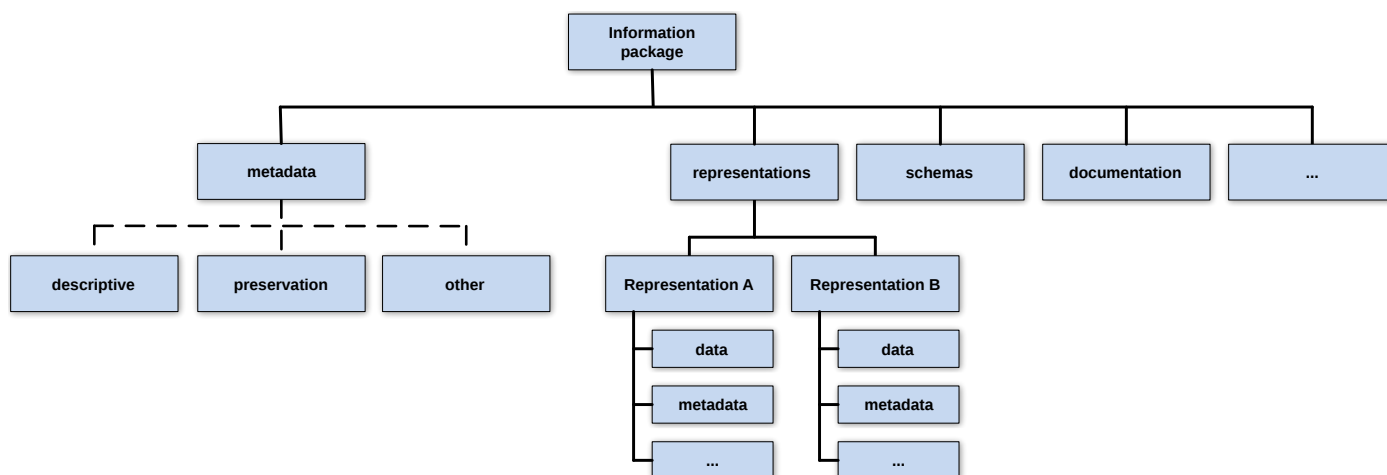 Information
package
metadata
representations
schemas
documentation
...
descriptive
preservation
other
Representation A
Representation B
data
data
metadata
metadata
...
...